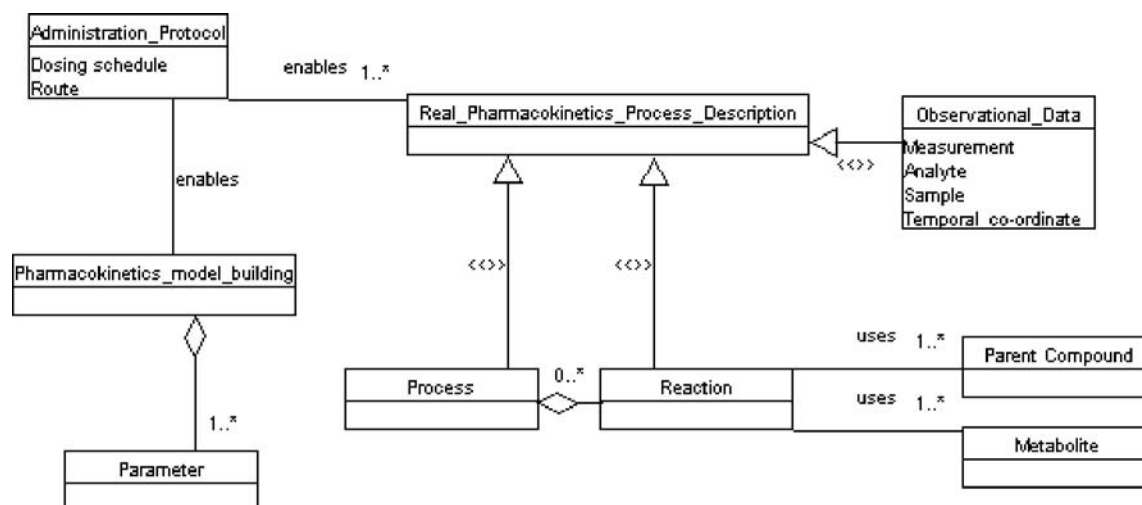 Administration_Protocol
Dosing schedule
Route
enables 1..*
Real_Pharmacokinetics_Process_Description
Observational_Data
Measurement
Analyte
Sample
Temporal co-ordinate
<<>>
enables
Pharmacokinetics_model_building
<<>>
<<>>
uses 1..*
Parent Compound
Process
0..*
Reaction
uses 1..*
Metabolite
1..*
Parameter